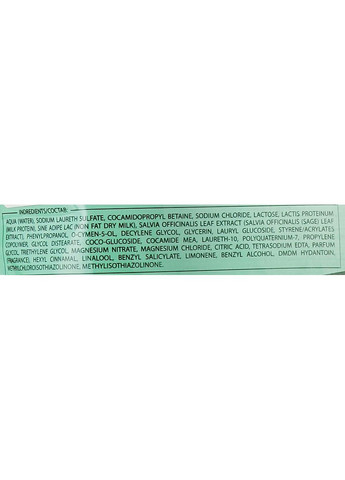 INGREDIENTS/СОСТАВ:
AQUA (WATER), SODIUM LAURETH SULFATE, COCAMIDOPROPYL BETAINE, SODIUM CHLORIDE, LACTOSE, LACTIS PROTEINUM
(MILK PROTEIN), SINE ADIPE LAC (NON FAT DRY MILK), SALVIA OFFICINALIS LEAF EXTRACT (SALVIA OFFICINALIS (SAGE) LEAF
EXTRACT), PHENYLPROPANOL, O-CYMEN-5-OL, DECYLENE GLYCOL, GLYCERIN, LAURYL GLUCOSIDE, STYRENE/ACRYLATES
COPOLYMER, GLYCOL DISTEARATE, COCO-GLUCOSIDE, COCAMIDE MEA, LAURETH-10, POLYQUATERNIUM-7, PROPYLENE
GLYCOL, TRIETHYLENE GLYCOL, MAGNESIUM NITRATE, MAGNESIUM CHLORIDE, CITRIC ACID, TETRASODIUM EDTA, PARFUM
(FRAGRANCE), HEXYL CINNAMAL, LINALOOL, BENZYL SALICYLATE, LIMONENE, BENZYL ALCOHOL, DMDM HYDANTOIN,
METHYLCHLOROISOTHIAZOLINONE, METHYLISOTHIAZOLINONE.